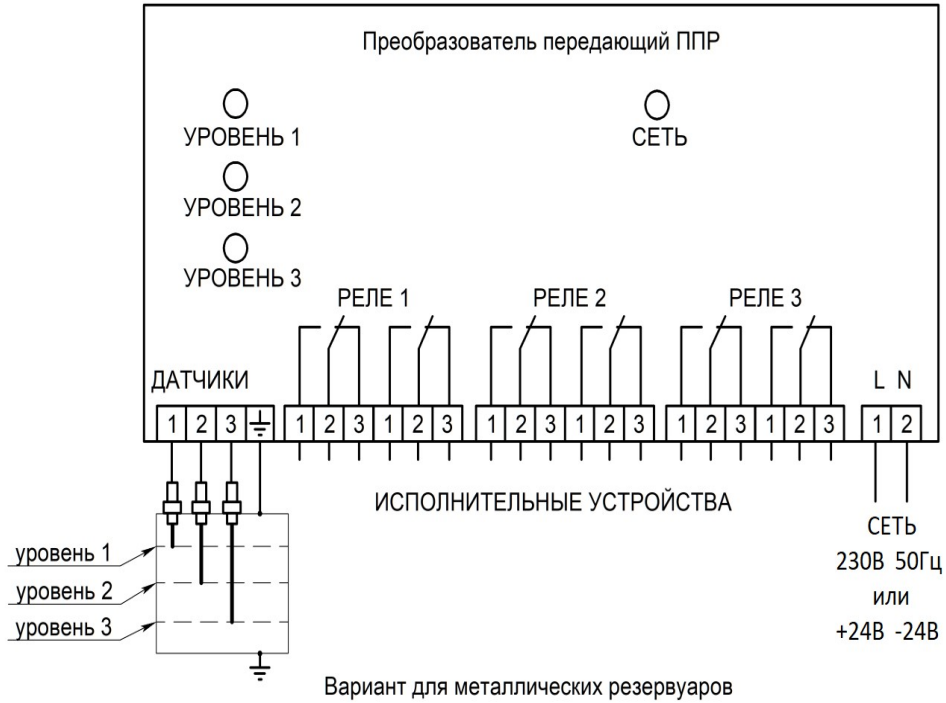 Преобразователь передающий ППР
УРОВЕНЬ 1
СЕТЬ
УРОВЕНЬ 2
УРОВЕНЬ 3
РЕЛЕ 1
РЕЛЕ 2
РЕЛЕ 3
ДАТЧИКИ
L N
1 2 3
1 2 3 1 2 3
1 2 3 1 2 3
1 2 3 1 2 3
1 2
ИСПОЛНИТЕЛЬНЫЕ УСТРОЙСТВА
СЕТЬ
230В 50Гц
или
+24В -24В
уровень 1
уровень 2
уровень 3
Вариант для металлических резервуаров